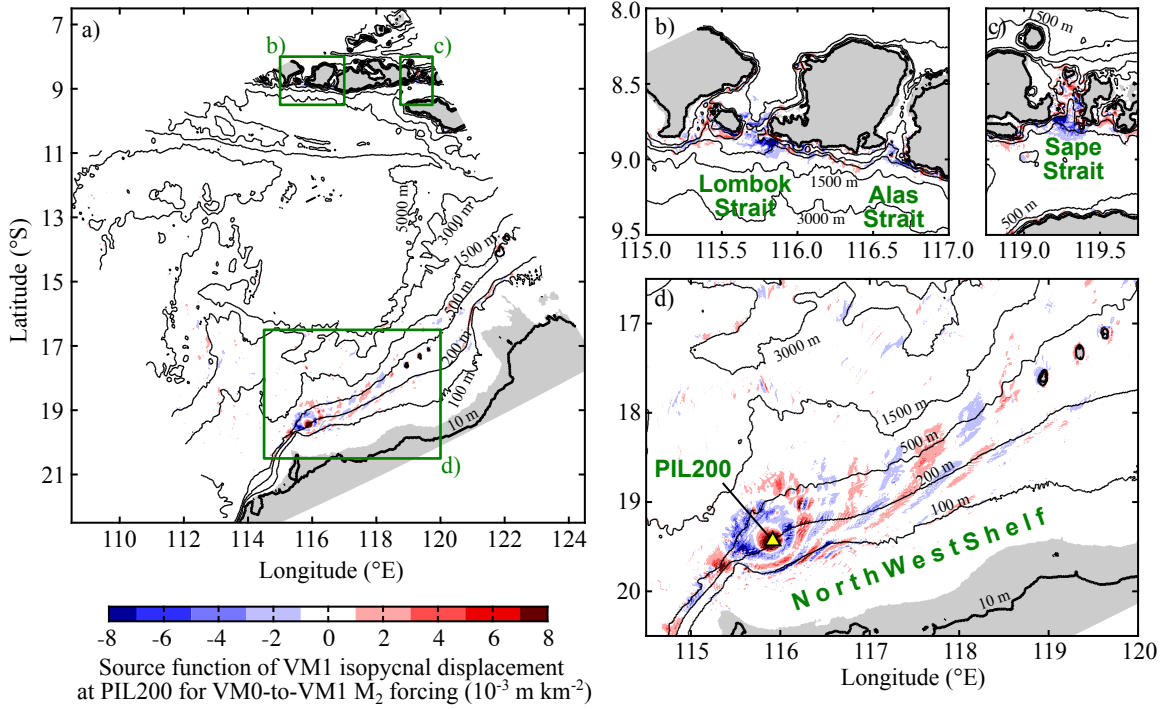 a)
b)
c)
7
9
11
13
15
17
19
21
Latitude (°S)
5000 m
3000 m
1500 m
500 m
200 m
100 m
10 m
d)
110
112
114
116
118
120
122
124
Longitude (°E)
-8 -6 -4 -2 0 2 4 6 8
Source function of VM1 isopycnal displacement
at PIL200 for VM0-to-VM1 M₂ forcing (10⁻³ m km⁻²)
b)
8.0
8.5
9.0
9.5
Lombok
Strait
Alas
Strait
1500 m
3000 m
115.0 115.5 116.0 116.5 117.0
c)
500 m
Sape
Strait
500 m
119.0 119.5
d)
17
18
19
20
3000 m
1500 m
500 m
200 m
100 m
10 m
PIL200
North West Shelf
115 116 117 118 119 120
Longitude (°E)